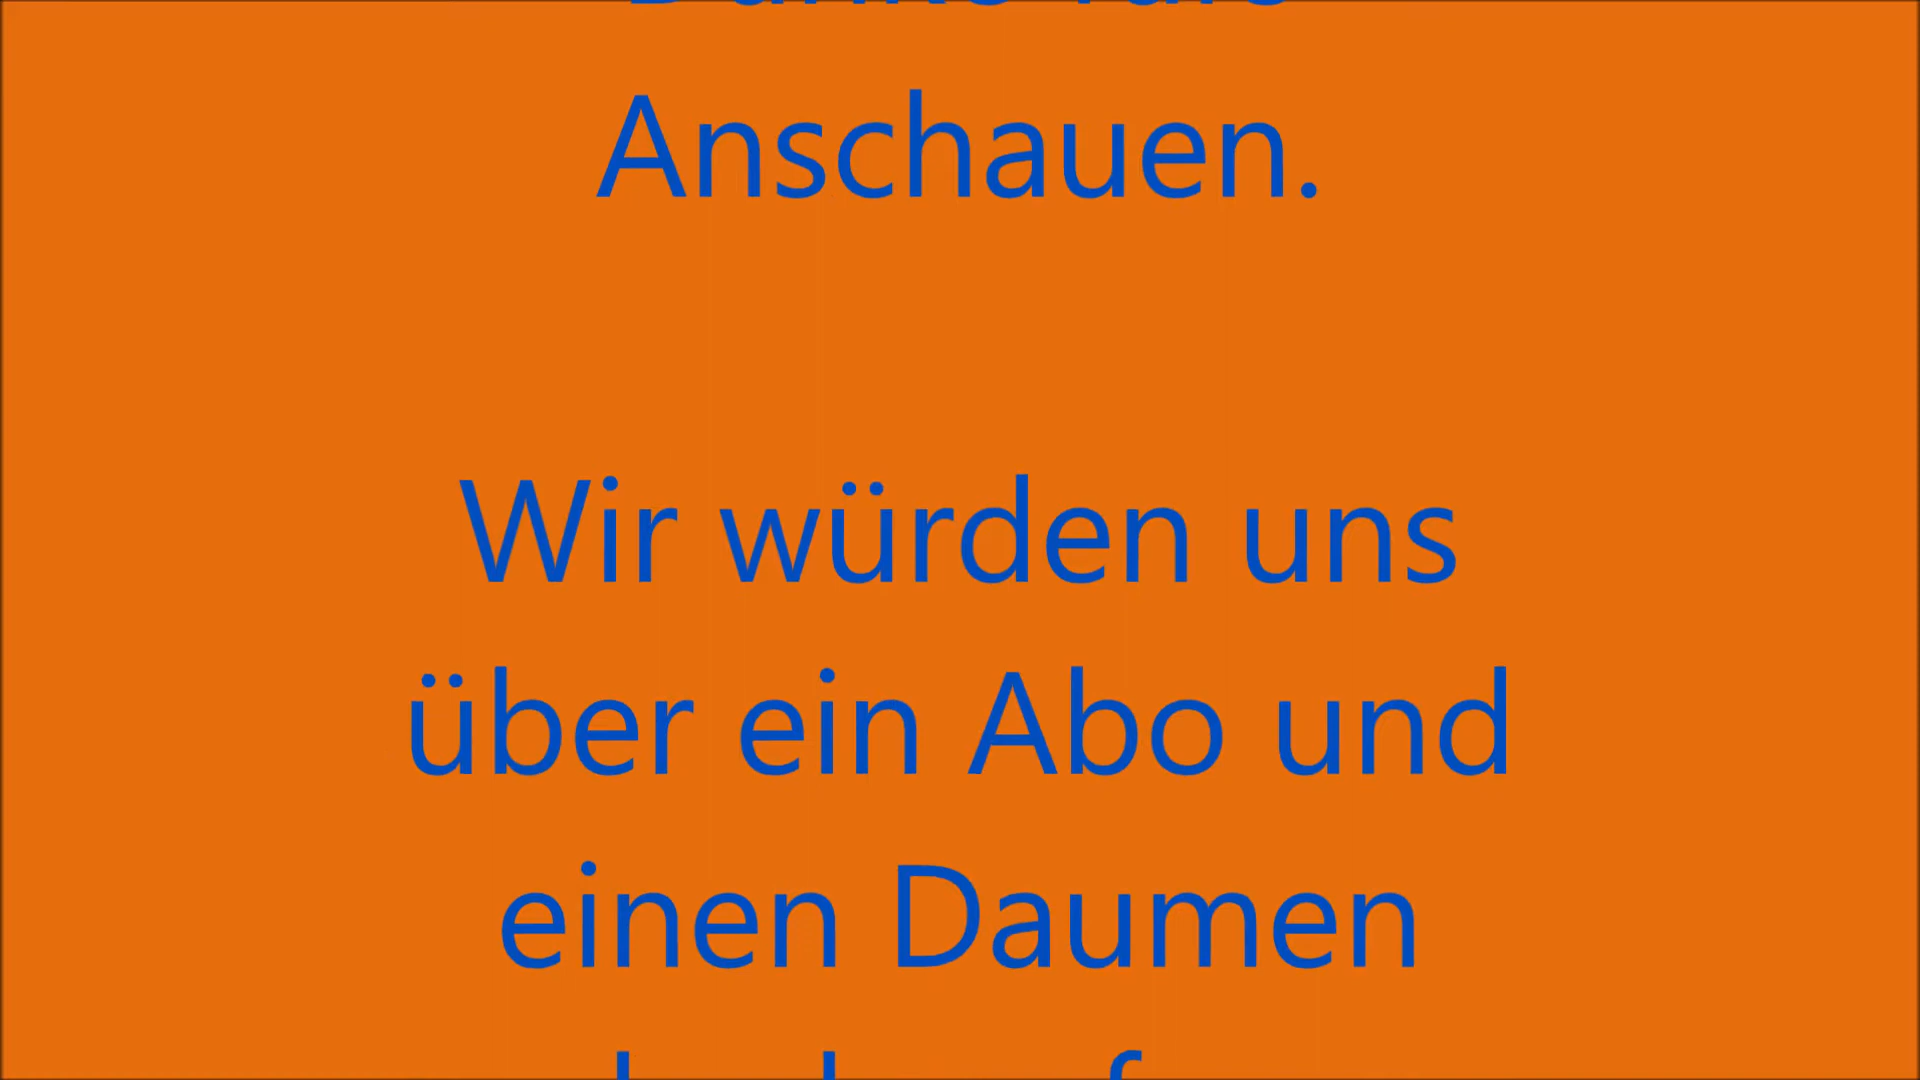 Anschauen.
Wir würden uns
über ein Abo und
einen Daumen